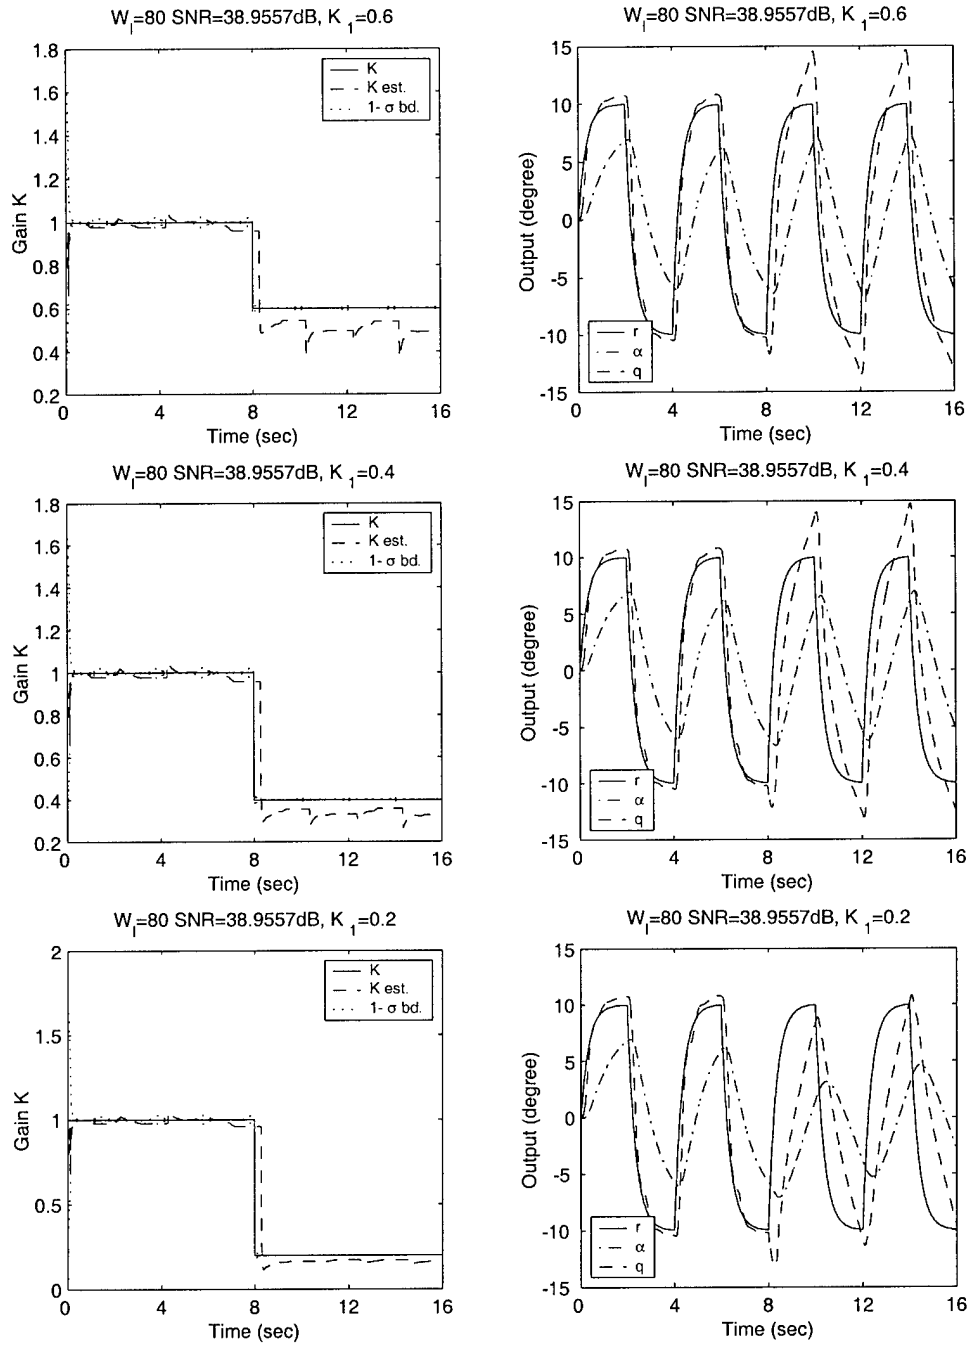 W_l=80 SNR=38.9557dB, K_1=0.6
1.8
1.6
1.4
1.2
1
0.8
0.6
0.4
0.2
Gain K
K
K est.
1- σ bd.
0 4 8 12 16
Time (sec)
W_l=80 SNR=38.9557dB, K_1=0.6
15
10
5
0
-5
-10
-15
Output (degree)
r
α
q
0 4 8 12 16
Time (sec)
W_l=80 SNR=38.9557dB, K_1=0.4
1.8
1.6
1.4
1.2
1
0.8
0.6
0.4
0.2
Gain K
K
K est.
1- σ bd.
0 4 8 12 16
Time (sec)
W_l=80 SNR=38.9557dB, K_1=0.4
15
10
5
0
-5
-10
-15
Output (degree)
r
α
q
0 4 8 12 16
Time (sec)
W_l=80 SNR=38.9557dB, K_1=0.2
2
1.5
1
0.5
0
Gain K
K
K est.
1- σ bd.
0 4 8 12 16
Time (sec)
W_l=80 SNR=38.9557dB, K_1=0.2
15
10
5
0
-5
-10
-15
Output (degree)
r
α
q
0 4 8 12 16
Time (sec)